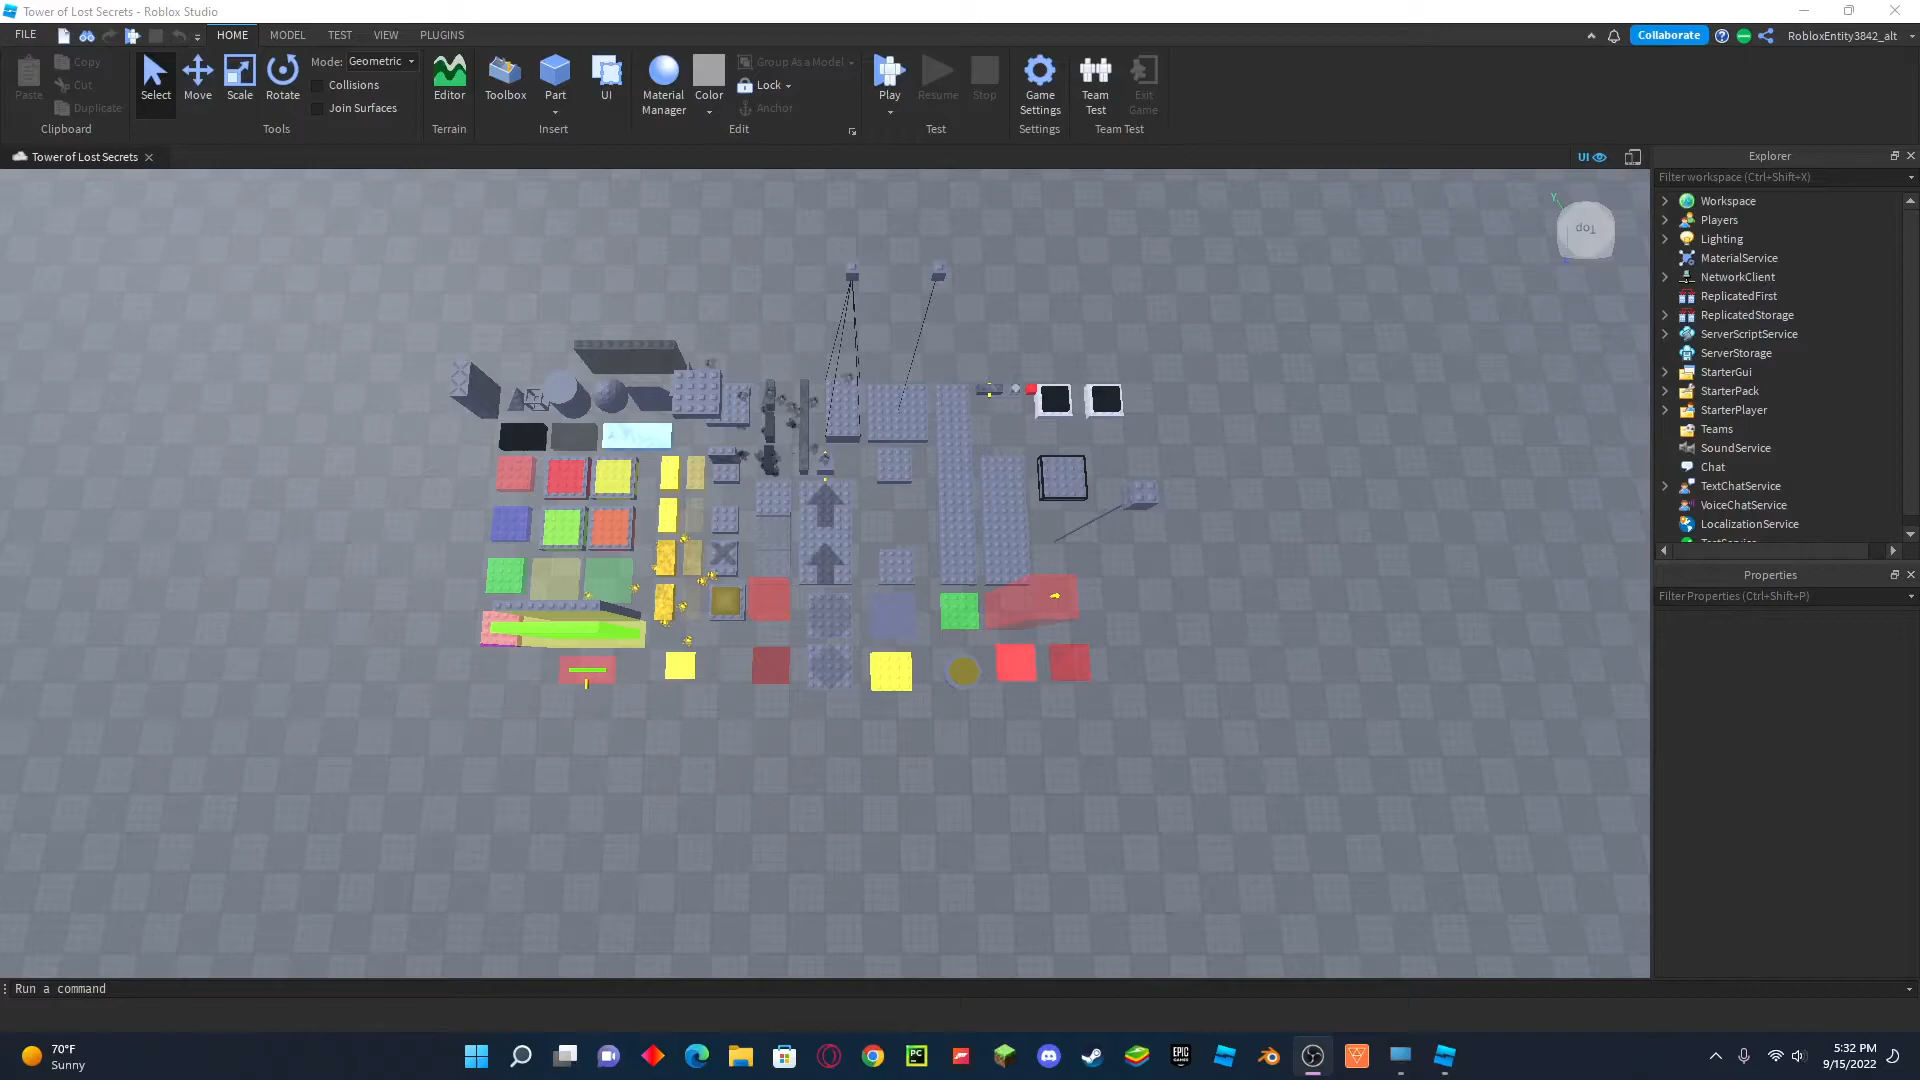 Tower of Lost Secrets - Roblox Studio
FILE HOME MODEL TEST VIEW PLUGINS Collaborate RobloxEntity3842_alt
Paste Copy Cut Duplicate
Clipboard
Select Move Scale Rotate Mode: Geometric
Collisions
Join Surfaces
Tools
Editor
Terrain
Toolbox Part UI
Insert
Material Manager Color Group As a Model
Lock
Anchor
Edit
Play Resume Stop
Test
Game Settings
Settings
Team Test Exit Game
Team Test
Tower of Lost Secrets
UI
Top
Y
Explorer
Filter workspace (Ctrl+Shift+X)
Workspace
Players
Lighting
MaterialService
NetworkClient
ReplicatedFirst
ReplicatedStorage
ServerScriptService
ServerStorage
StarterGui
StarterPack
StarterPlayer
Teams
SoundService
Chat
TextChatService
VoiceChatService
LocalizationService
TestService
Properties
Filter Properties (Ctrl+Shift+P)
Run a command
70°F
Sunny
PC
EPIC GAMES
5:32 PM
9/15/2022